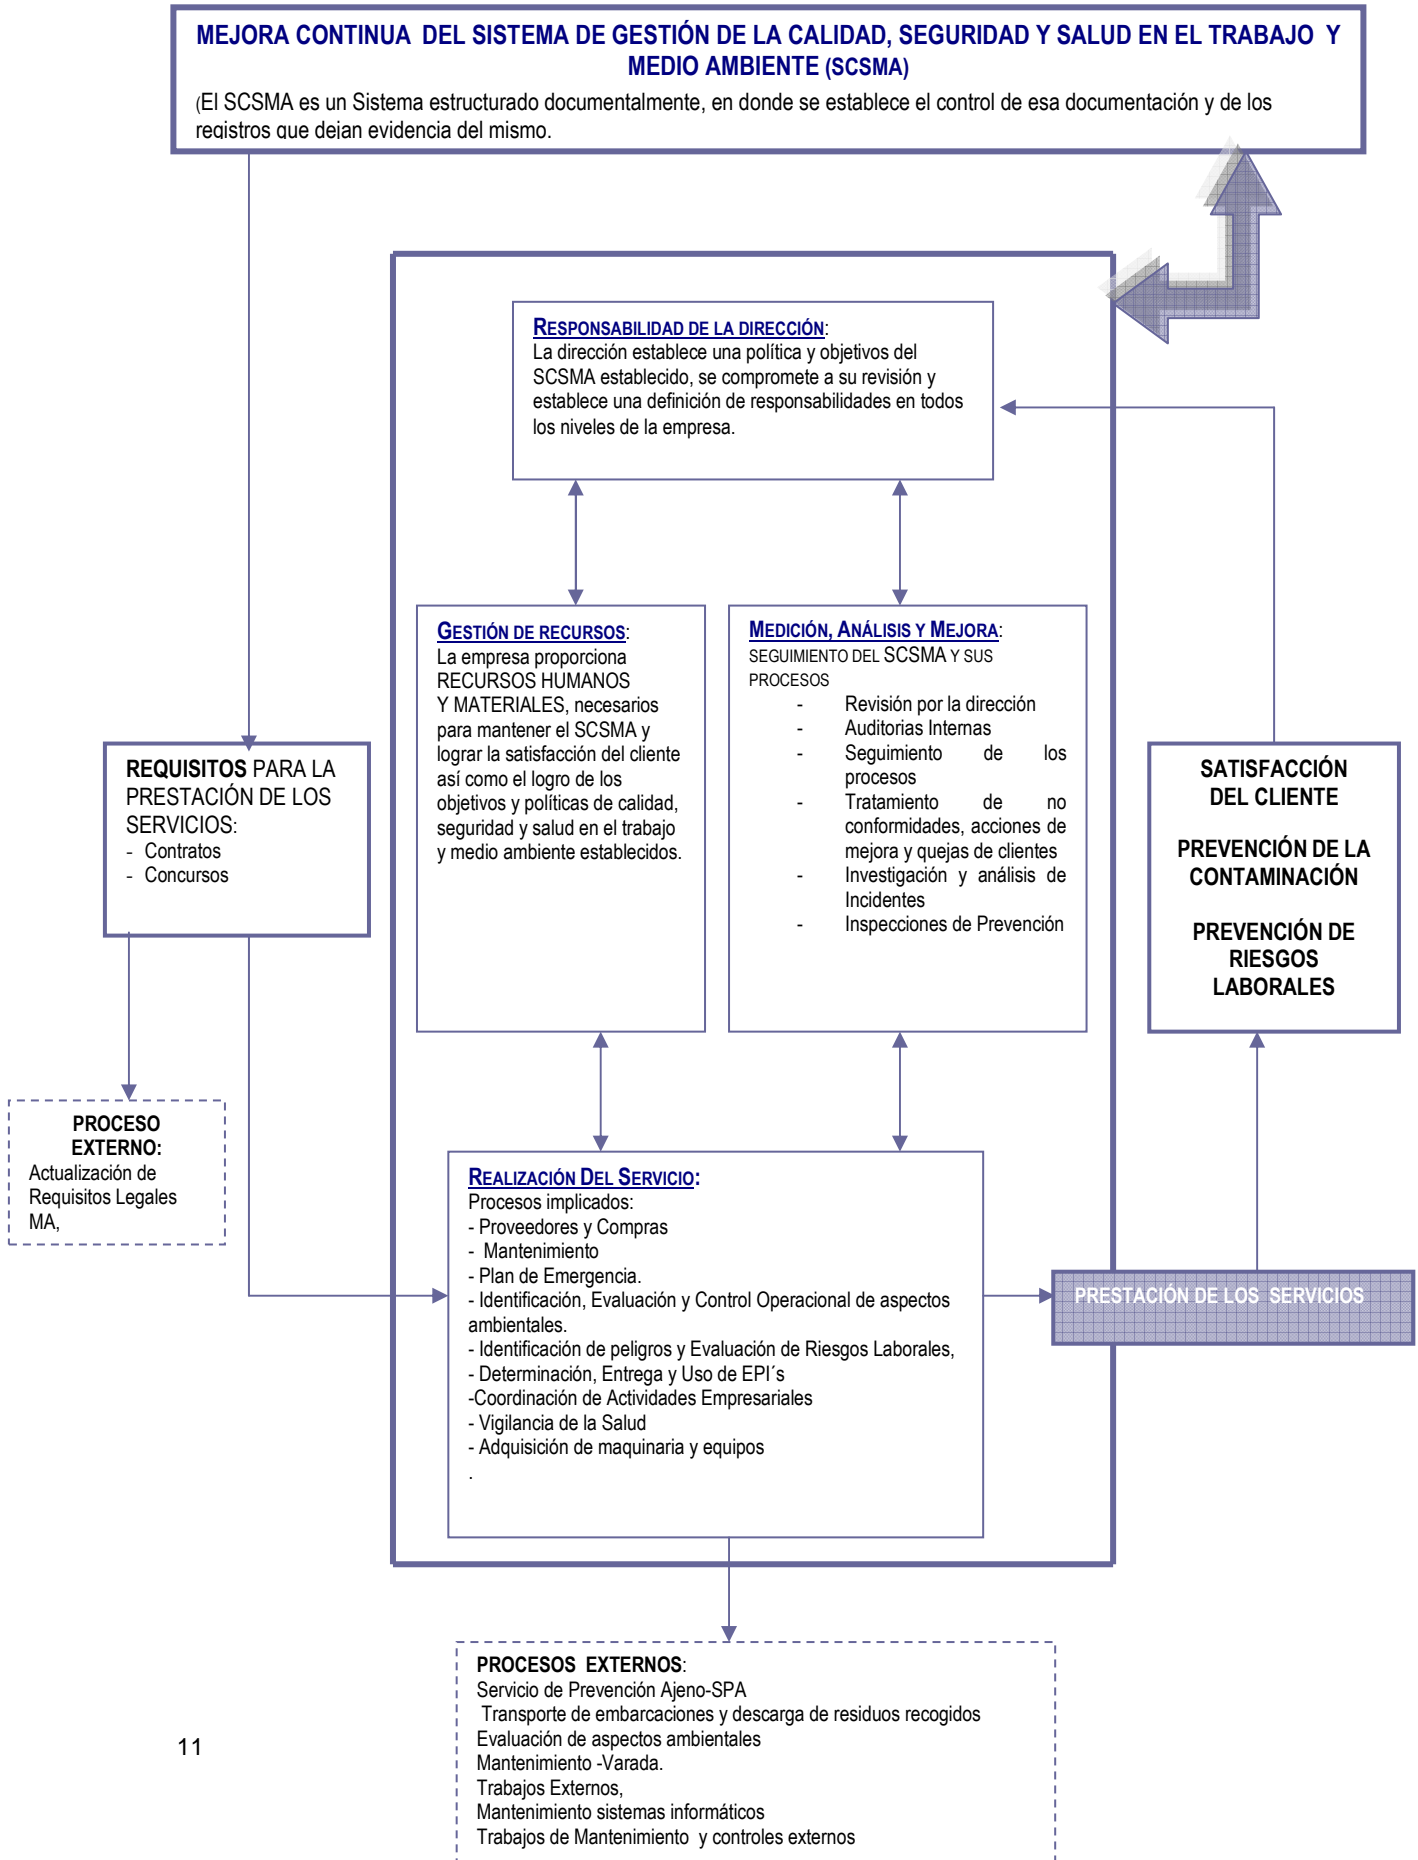 MEJORA CONTINUA  DEL SISTEMA DE GESTIÓN DE LA CALIDAD, SEGURIDAD Y SALUD EN EL TRABAJO  Y
MEDIO AMBIENTE (SCSMA)
(El SCSMA es un Sistema estructurado documentalmente, en donde se establece el control de esa documentación y de los
registros que dejan evidencia del mismo.
RESPONSABILIDAD DE LA DIRECCIÓN:
La dirección establece una política y objetivos del
SCSMA establecido, se compromete a su revisión y
establece una definición de responsabilidades en todos
los niveles de la empresa.
GESTIÓN DE RECURSOS:
La empresa proporciona
RECURSOS HUMANOS
Y MATERIALES, necesarios
para mantener el SCSMA y
lograr la satisfacción del cliente
así como el logro de los
objetivos y políticas de calidad,
seguridad y salud en el trabajo
y medio ambiente establecidos.
MEDICIÓN, ANÁLISIS Y MEJORA:
SEGUIMIENTO DEL SCSMA Y SUS
PROCESOS
- Revisión por la dirección
- Auditorias Internas
- Seguimiento de los
procesos
- Tratamiento de no
conformidades, acciones de
mejora y quejas de clientes
- Investigación y análisis de
Incidentes
- Inspecciones de Prevención
REQUISITOS PARA LA
PRESTACIÓN DE LOS
SERVICIOS:
- Contratos
- Concursos
SATISFACCIÓN
DEL CLIENTE
PREVENCIÓN DE LA
CONTAMINACIÓN
PREVENCIÓN DE
RIESGOS
LABORALES
PROCESO
EXTERNO:
Actualización de
Requisitos Legales
MA,
REALIZACIÓN DEL SERVICIO:
Procesos implicados:
- Proveedores y Compras
-  Mantenimiento
- Plan de Emergencia.
- Identificación, Evaluación y Control Operacional de aspectos
ambientales.
- Identificación de peligros y Evaluación de Riesgos Laborales,
- Determinación, Entrega y Uso de EPI´s
-Coordinación de Actividades Empresariales
- Vigilancia de la Salud
- Adquisición de maquinaria y equipos
.
PRESTACIÓN DE LOS  SERVICIOS
PROCESOS  EXTERNOS:
Servicio de Prevención Ajeno-SPA
Transporte de embarcaciones y descarga de residuos recogidos
Evaluación de aspectos ambientales
Mantenimiento -Varada.
Trabajos Externos,
Mantenimiento sistemas informáticos
Trabajos de Mantenimiento  y controles externos
11